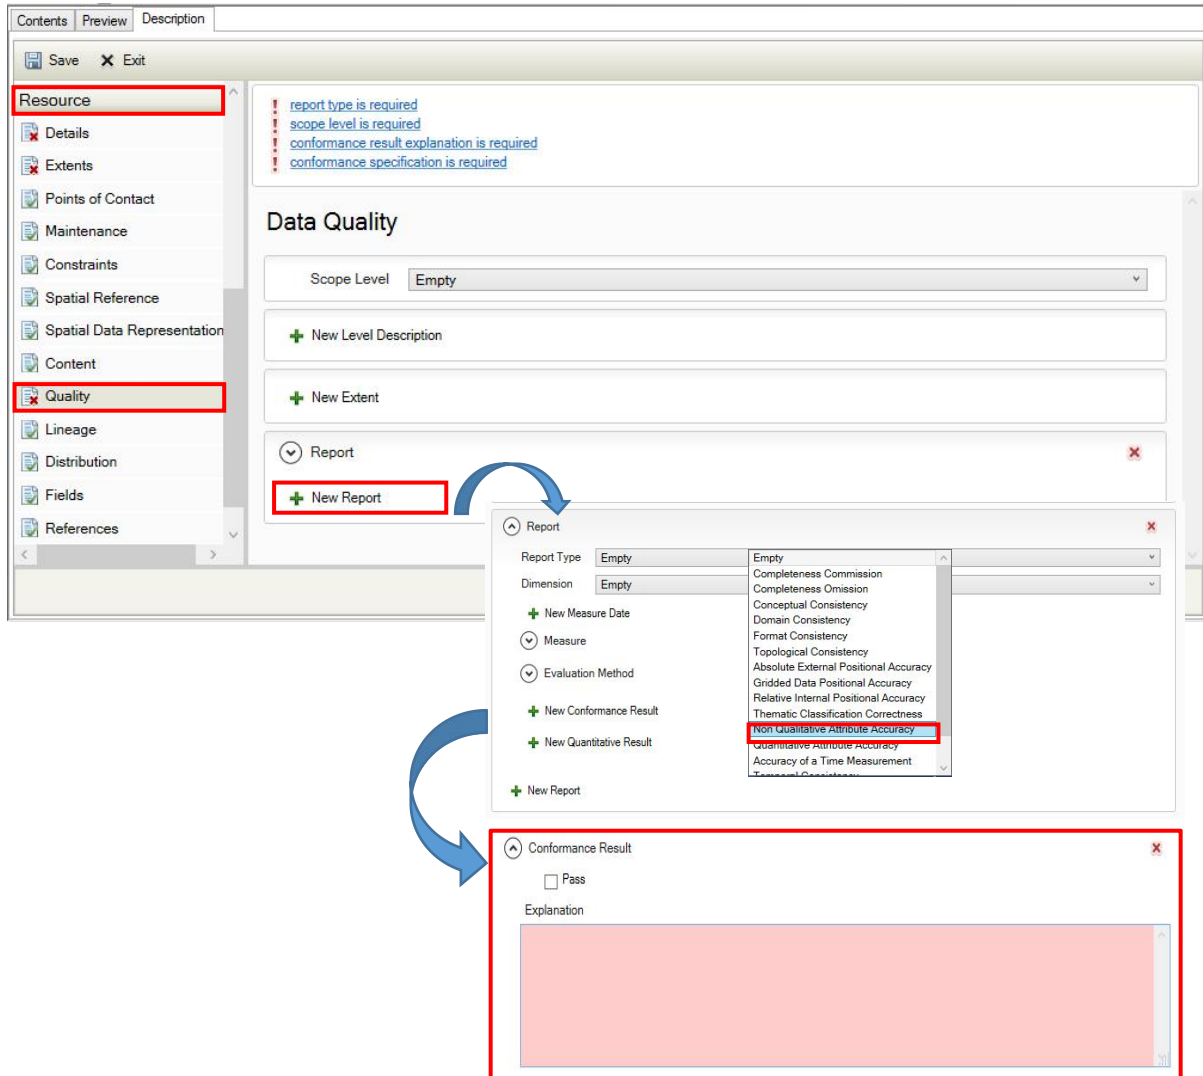 Contents Preview Description
Save Exit
Resource
Details
Extents
Points of Contact
Maintenance
Constraints
Spatial Reference
Spatial Data Representation
Content
Quality
Lineage
Distribution
Fields
References
report type is required
scope level is required
conformance result explanation is required
conformance specification is required
Data Quality
Scope Level Empty
New Level Description
New Extent
Report
New Report
Report
Report Type Empty
Dimension Empty
New Measure Date
Measure
Evaluation Method
New Conformance Result
New Quantitative Result
New Report
Empty
Completeness Commission
Completeness Omission
Conceptual Consistency
Domain Consistency
Format Consistency
Topological Consistency
Absolute External Positional Accuracy
Gridded Data Positional Accuracy
Relative Internal Positional Accuracy
Thematic Classification Correctness
Non Qualitative Attribute Accuracy
Quantitative Attribute Accuracy
Accuracy of a Time Measurement
Temporal Consistency
Conformance Result
Pass
Explanation